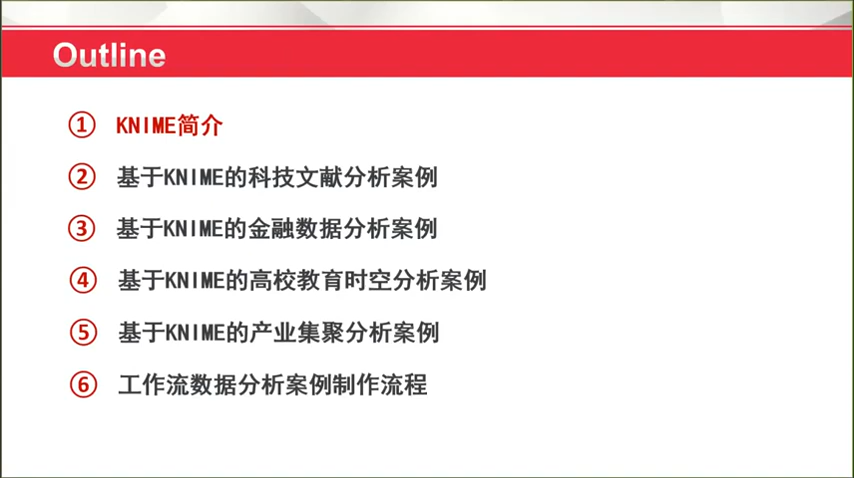 Outline
① KNIME简介
② 基于KNIME的科技文献分析案例
③ 基于KNIME的金融数据分析案例
④ 基于KNIME的高校教育时空分析案例
⑤ 基于KNIME的产业集聚分析案例
⑥ 工作流数据分析案例制作流程